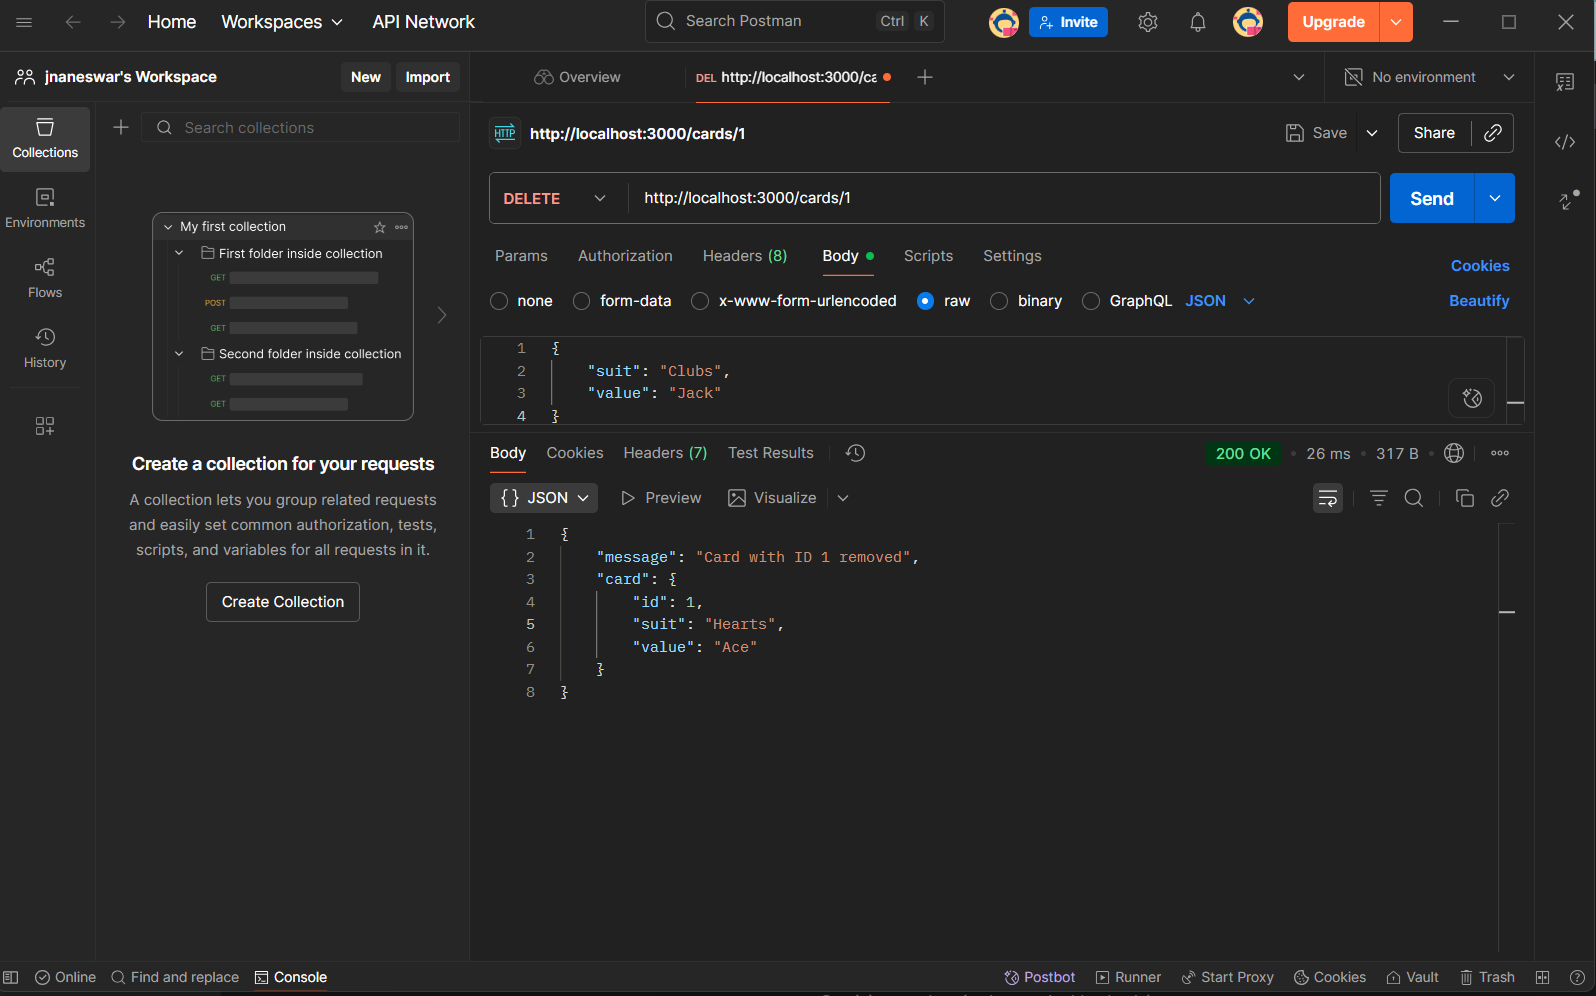 Home Workspaces API Network Search Postman Ctrl K Invite Upgrade
jnaneswar's Workspace New Import
Overview DEL http://localhost:3000/ca No environment
Collections
Environments
Flows
History
Search collections
My first collection
First folder inside collection
GET
POST
GET
Second folder inside collection
GET
GET
Create a collection for your requests
A collection lets you group related requests
and easily set common authorization, tests,
scripts, and variables for all requests in it.
Create Collection
HTTP http://localhost:3000/cards/1 Save Share
DELETE http://localhost:3000/cards/1 Send
Params Authorization Headers (8) Body Scripts Settings Cookies
none form-data x-www-form-urlencoded raw binary GraphQL JSON Beautify
1 {
2 "suit": "Clubs",
3 "value": "Jack"
4 }
Body Cookies Headers (7) Test Results 200 OK • 26 ms • 317 B •
{} JSON Preview Visualize
1 {
2 "message": "Card with ID 1 removed",
3 "card": {
4 "id": 1,
5 "suit": "Hearts",
6 "value": "Ace"
7 }
8 }
Online Find and replace Console Postbot Runner Start Proxy Cookies Vault Trash